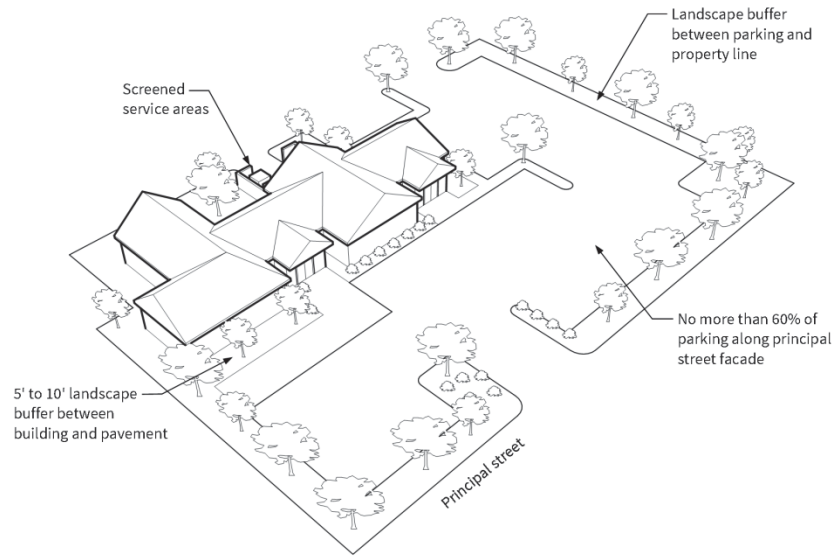 Landscape buffer
between parking and
property line
Screened
service areas
No more than 60% of
parking along principal
street facade
5' to 10' landscape
buffer between
building and pavement
Principal street